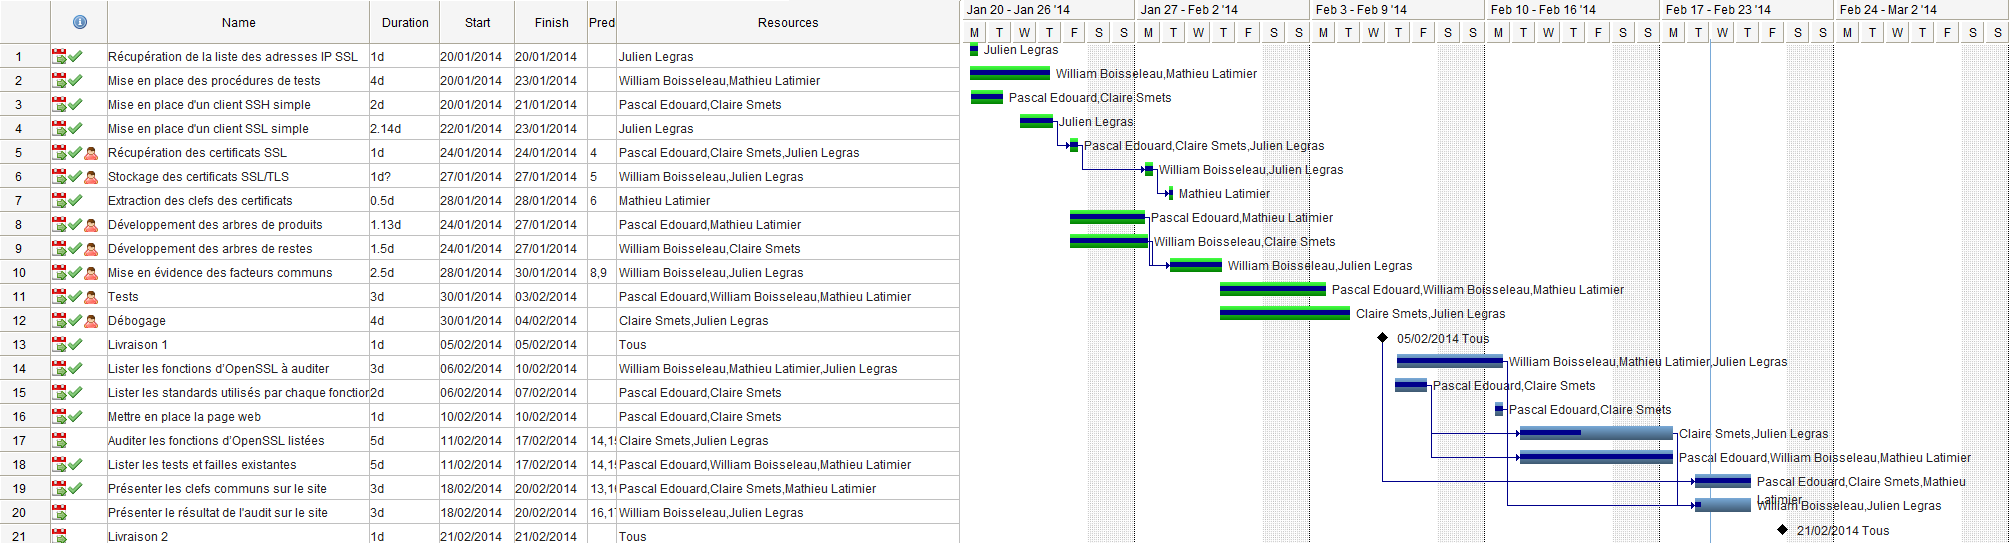 Name Duration Start Finish Pred Resources
Jan 20 - Jan 26 '14 Jan 27 - Feb 2 '14 Feb 3 - Feb 9 '14 Feb 10 - Feb 16 '14 Feb 17 - Feb 23 '14 Feb 24 - Mar 2 '14
M T W T F S S M T W T F S S M T W T F S S M T W T F S S M T W T F S S M T W T F S S
1 Récupération de la liste des adresses IP SSL 1d 20/01/2014 20/01/2014 Julien Legras Julien Legras
2 Mise en place des procédures de tests 4d 20/01/2014 23/01/2014 William Boisseleau,Mathieu Latimier William Boisseleau,Mathieu Latimier
3 Mise en place d'un client SSH simple 2d 20/01/2014 21/01/2014 Pascal Edouard,Claire Smets Pascal Edouard,Claire Smets
4 Mise en place d'un client SSL simple 2.14d 22/01/2014 23/01/2014 Julien Legras Julien Legras
5 Récupération des certificats SSL 1d 24/01/2014 24/01/2014 4 Pascal Edouard,Claire Smets,Julien Legras Pascal Edouard,Claire Smets,Julien Legras
6 Stockage des certificats SSL/TLS 1d? 27/01/2014 27/01/2014 5 William Boisseleau,Julien Legras William Boisseleau,Julien Legras
7 Extraction des clefs des certificats 0.5d 28/01/2014 28/01/2014 6 Mathieu Latimier Mathieu Latimier
8 Développement des arbres de produits 1.13d 24/01/2014 27/01/2014 Pascal Edouard,Mathieu Latimier Pascal Edouard,Mathieu Latimier
9 Développement des arbres de restes 1.5d 24/01/2014 27/01/2014 William Boisseleau,Claire Smets William Boisseleau,Claire Smets
10 Mise en évidence des facteurs communs 2.5d 28/01/2014 30/01/2014 8,9 William Boisseleau,Julien Legras William Boisseleau,Julien Legras
11 Tests 3d 30/01/2014 03/02/2014 Pascal Edouard,William Boisseleau,Mathieu Latimier Pascal Edouard,William Boisseleau,Mathieu Latimier
12 Débogage 4d 30/01/2014 04/02/2014 Claire Smets,Julien Legras Claire Smets,Julien Legras
13 Livraison 1 1d 05/02/2014 05/02/2014 Tous 05/02/2014 Tous
14 Lister les fonctions d'OpenSSL à auditer 3d 06/02/2014 10/02/2014 William Boisseleau,Mathieu Latimier,Julien Legras William Boisseleau,Mathieu Latimier,Julien Legras
15 Lister les standards utilisés par chaque fonction 2d 06/02/2014 07/02/2014 Pascal Edouard,Claire Smets Pascal Edouard,Claire Smets
16 Mettre en place la page web 1d 10/02/2014 10/02/2014 Pascal Edouard,Claire Smets Pascal Edouard,Claire Smets
17 Auditer les fonctions d'OpenSSL listées 5d 11/02/2014 17/02/2014 14,15 Claire Smets,Julien Legras Claire Smets,Julien Legras
18 Lister les tests et failles existantes 5d 11/02/2014 17/02/2014 14,15 Pascal Edouard,William Boisseleau,Mathieu Latimier Pascal Edouard,William Boisseleau,Mathieu Latimier
19 Présenter les clefs communs sur le site 3d 18/02/2014 20/02/2014 13,16 Pascal Edouard,Claire Smets,Mathieu Latimier Pascal Edouard,Claire Smets,Mathieu
Latimier
20 Présenter le résultat de l'audit sur le site 3d 18/02/2014 20/02/2014 16,17 William Boisseleau,Julien Legras William Boisseleau,Julien Legras
21 Livraison 2 1d 21/02/2014 21/02/2014 Tous 21/02/2014 Tous